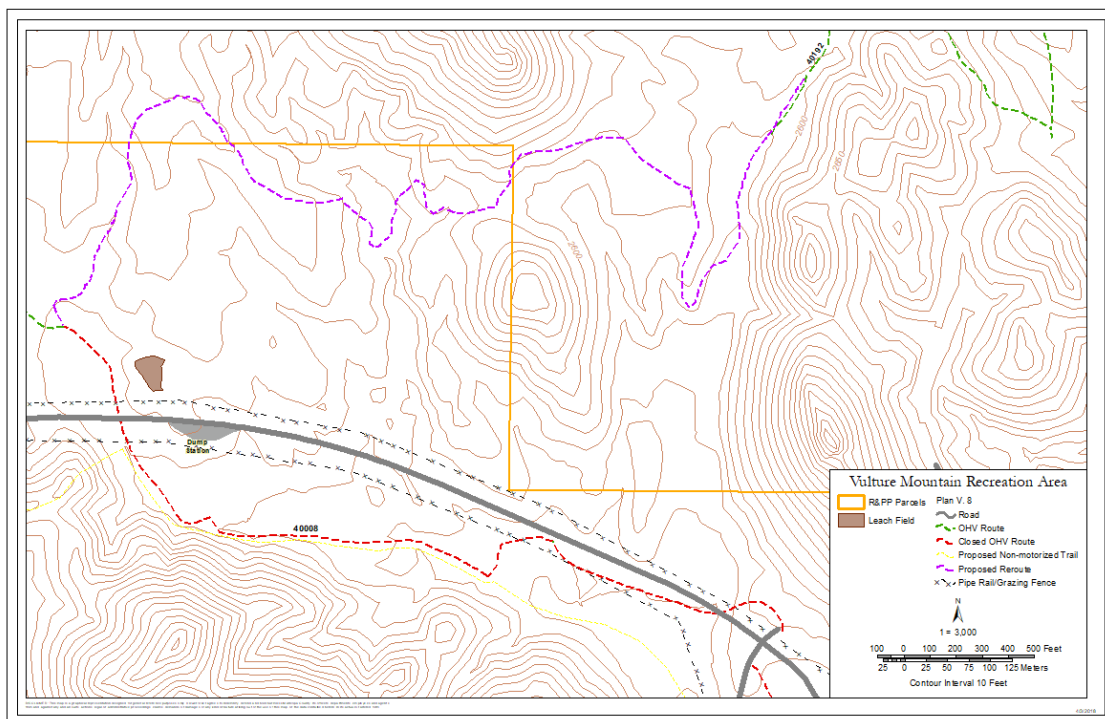 40192
2600
2650
2600
Dump
Station
40008
Vulture Mountain Recreation Area
R&PP Parcels
Leach Field
Plan V. 8
Road
OHV Route
Closed OHV Route
Proposed Non-motorized Trail
Proposed Reroute
Pipe Rail/Grazing Fence
N
1 = 3,000
100 0 100 200 300 400 500 Feet
25 0 25 50 75 100 125 Meters
Contour Interval 10 Feet